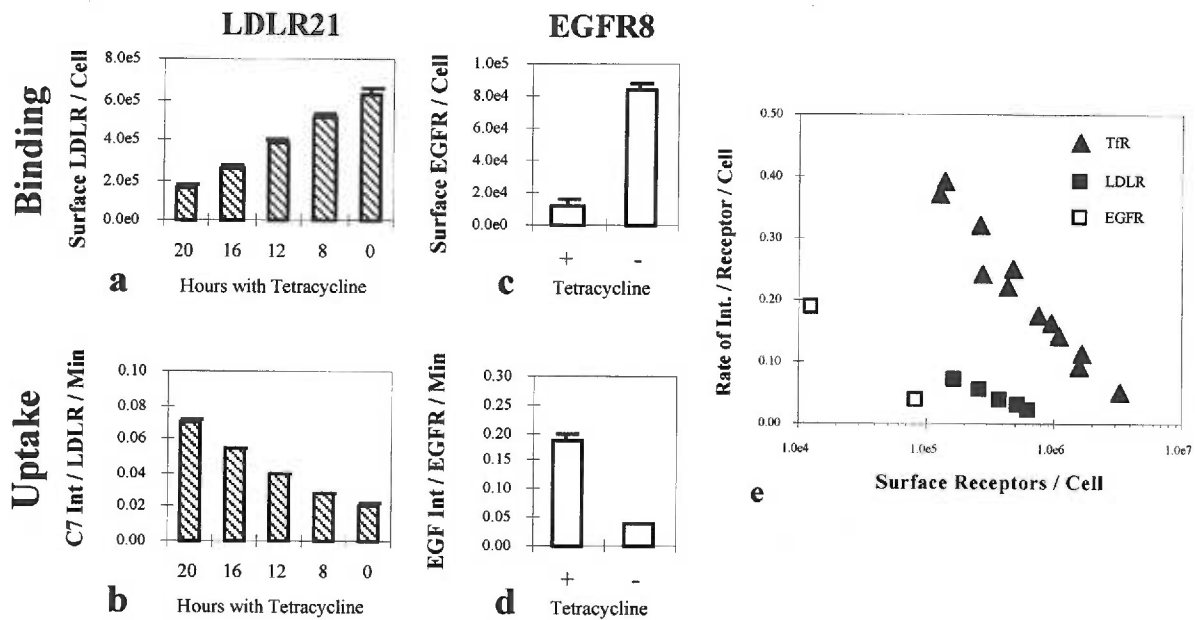 LDLR21
EGFR8
Binding
Surface LDLR / Cell
8.0e5
6.0e5
4.0e5
2.0e5
0.0e0
20 16 12 8 0
a
Hours with Tetracycline
Surface EGFR / Cell
1.0e5
8.0e4
6.0e4
4.0e4
2.0e4
0.0e0
+ -
c
Tetracycline
Uptake
C7 Int / LDLR / Min
0.10
0.08
0.06
0.04
0.02
0.00
20 16 12 8 0
b
Hours with Tetracycline
EGF Int / EGFR / Min
0.30
0.25
0.20
0.15
0.10
0.05
0.00
+ -
d
Tetracycline
Rate of Int. / Receptor / Cell
0.50
0.40
0.30
0.20
0.10
0.00
TfR
LDLR
EGFR
1.0e4 1.0e5 1.0e6 1.0e7
Surface Receptors / Cell
e